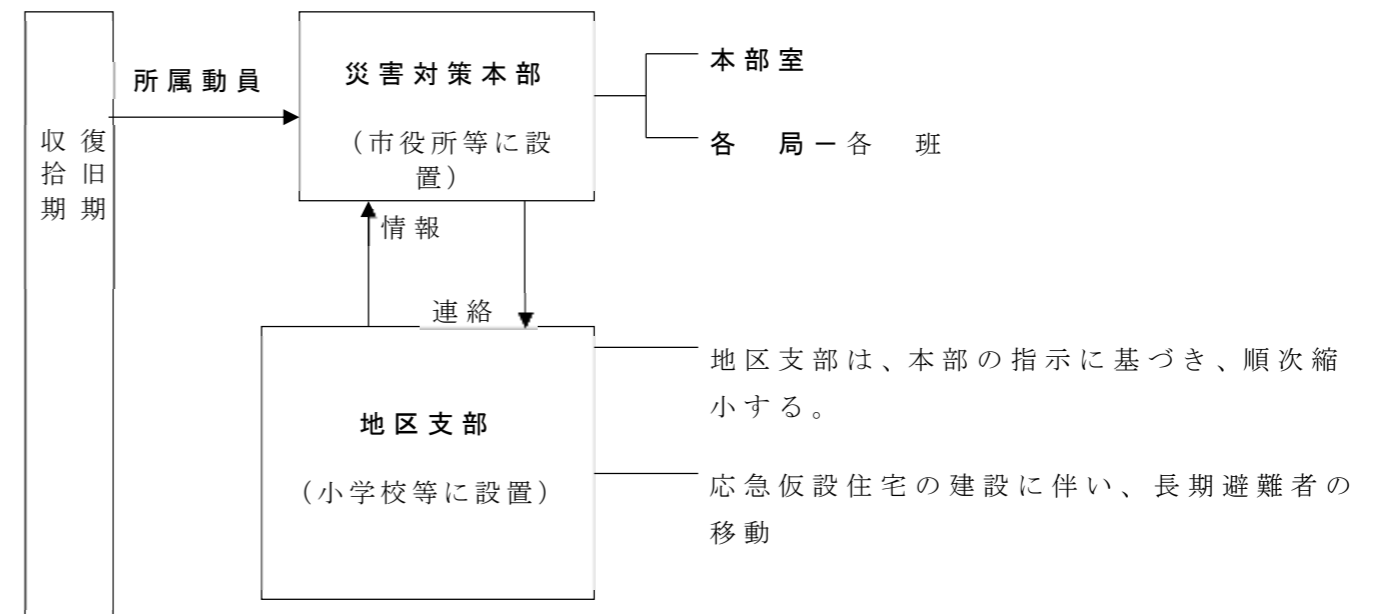 復旧期
収拾期
所属動員
災害対策本部
（市役所等に設
置）
本部室
各　局－各　班
情報
連絡
地区支部
（小学校等に設置）
地区支部は、本部の指示に基づき、順次縮
小する。
応急仮設住宅の建設に伴い、長期避難者の
移動